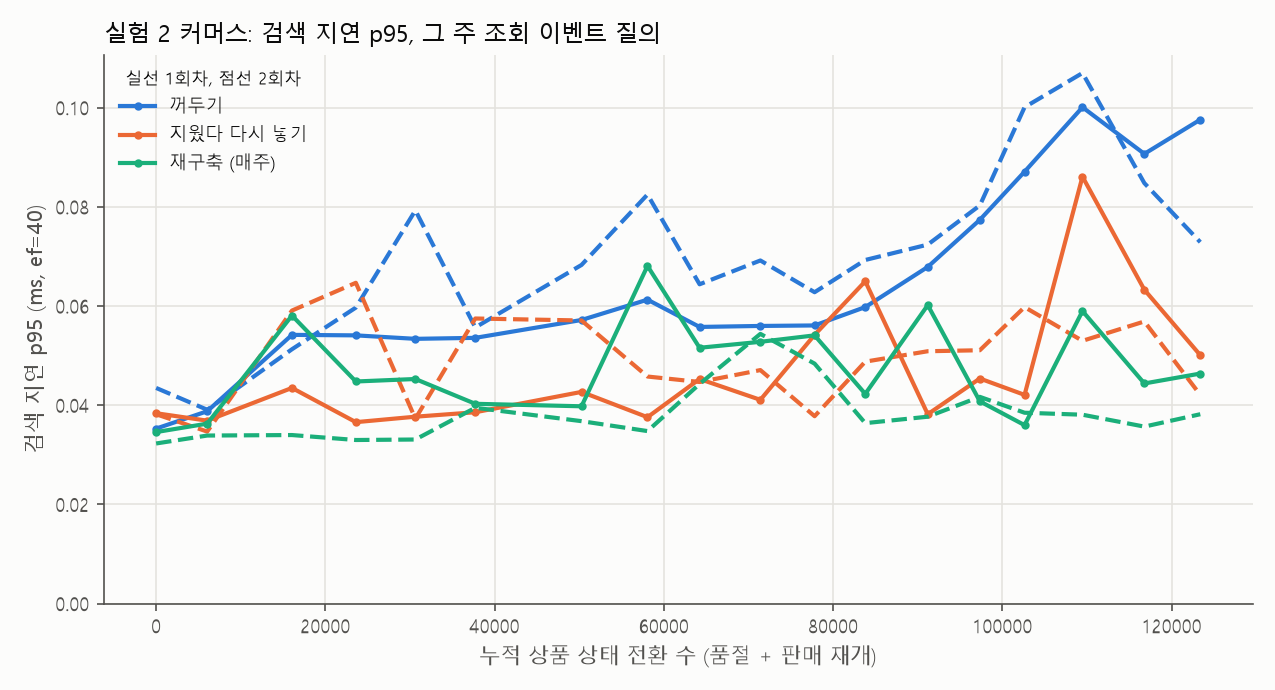 실험 2 커머스: 검색 지연 p95, 그 주 조회 이벤트 질의
실선 1회차, 점선 2회차
꺼두기
지웠다 다시 넣기
재구축 (매주)
검색 지연 p95 (ms, ef=40)
0.10
0.08
0.06
0.04
0.02
0.00
0 20000 40000 60000 80000 100000 120000
누적 상품 상태 전환 수 (품절 + 판매 재개)